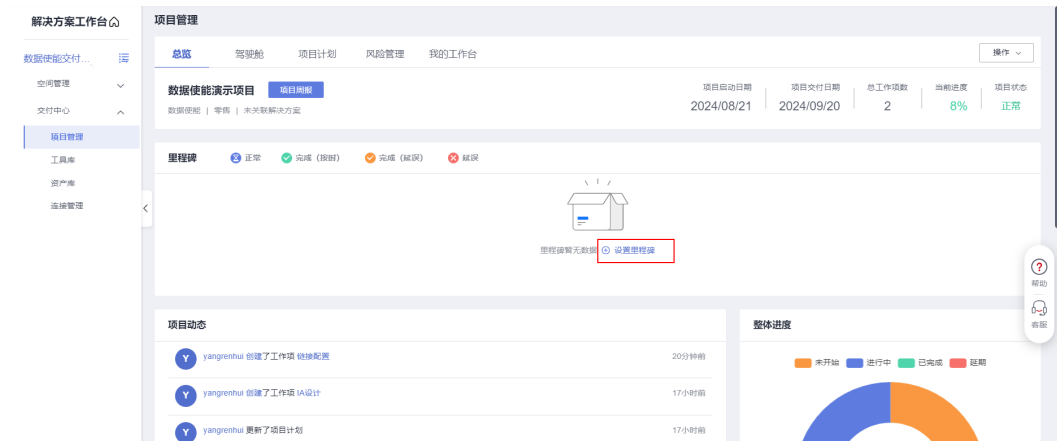 解决方案工作台
项目管理
数据使能交付...
空间管理
交付中心
项目管理
工具库
资产库
连接管理
总览 驾驶舱 项目计划 风险管理 我的工作台
操作
数据使能演示项目 项目周报
数据使能 | 零售 | 未关联解决方案
项目启动日期 项目交付日期 总工作项数 当前进度 项目状态
2024/08/21 2024/09/20 2 8% 正常
里程碑 正常 完成（按时） 完成（延误） 延误
里程碑暂无数据 设置里程碑
帮助
客服
项目动态
Y yangrenhui 创建了工作项 链接配置 20分钟前
Y yangrenhui 创建了工作项 IA设计 17小时前
Y yangrenhui 更新了项目计划 17小时前
整体进度
未开始 进行中 已完成 延期